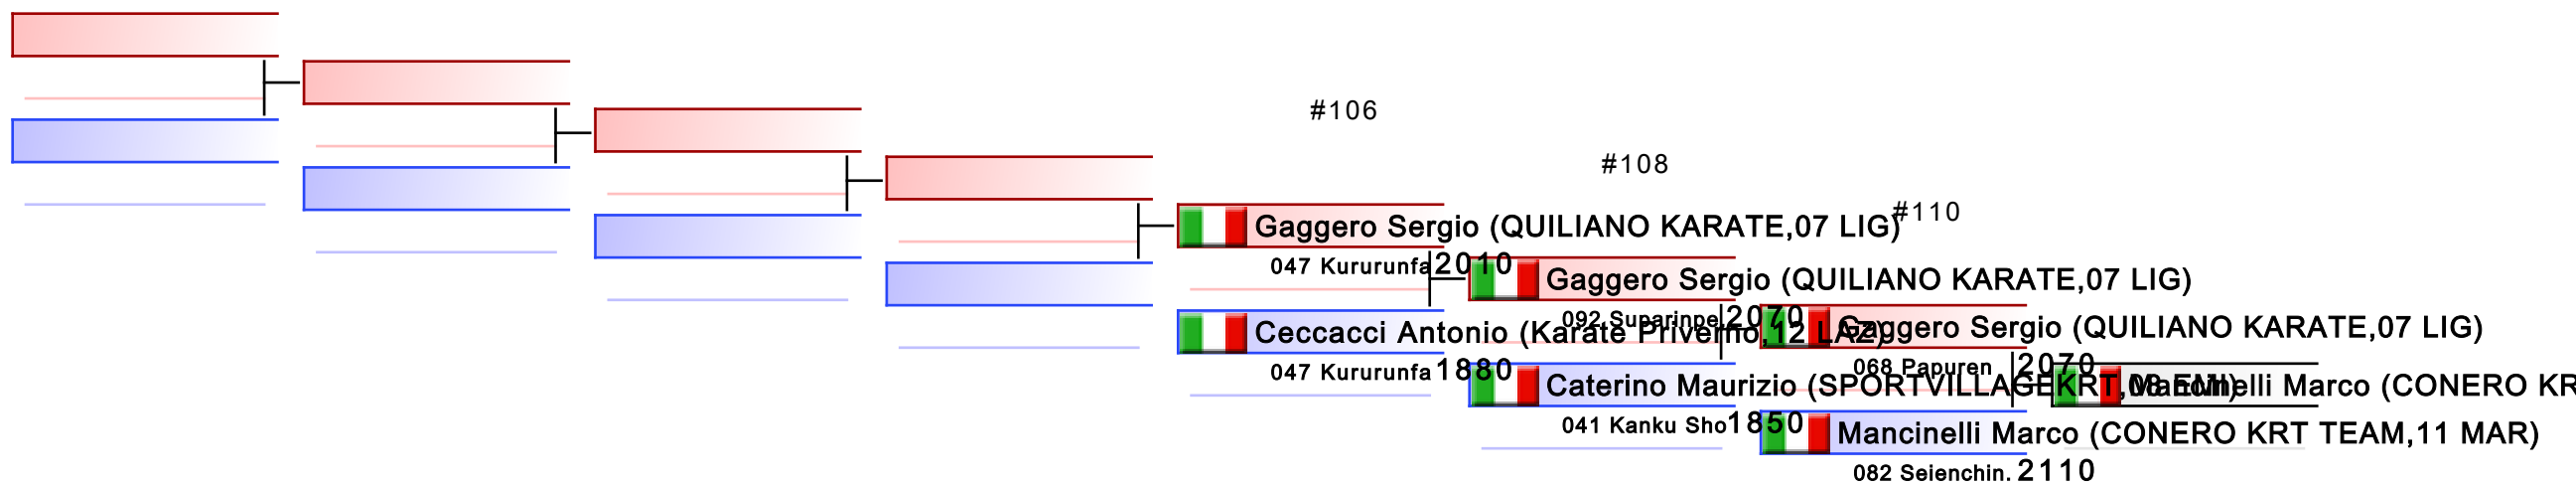 #106
#108
#110
Gaggero Sergio (QUILIANO KARATE,07 LIG)
047 Kururunfa 2010
Ceccacci Antonio (Karate Priverno,12 LAZ)
047 Kururunfa 1880
Gaggero Sergio (QUILIANO KARATE,07 LIG)
092 Suparinpei 2070
Caterino Maurizio (SPORTVILLAGEKRT,08 EMI)
041 Kanku Sho 1850
Gaggero Sergio (QUILIANO KARATE,07 LIG)
068 Papuren 2070
Mancinelli Marco (CONERO KRT TEAM,11 MAR)
082 Seienchin. 2110
Mancinelli Marco (CONERO KR